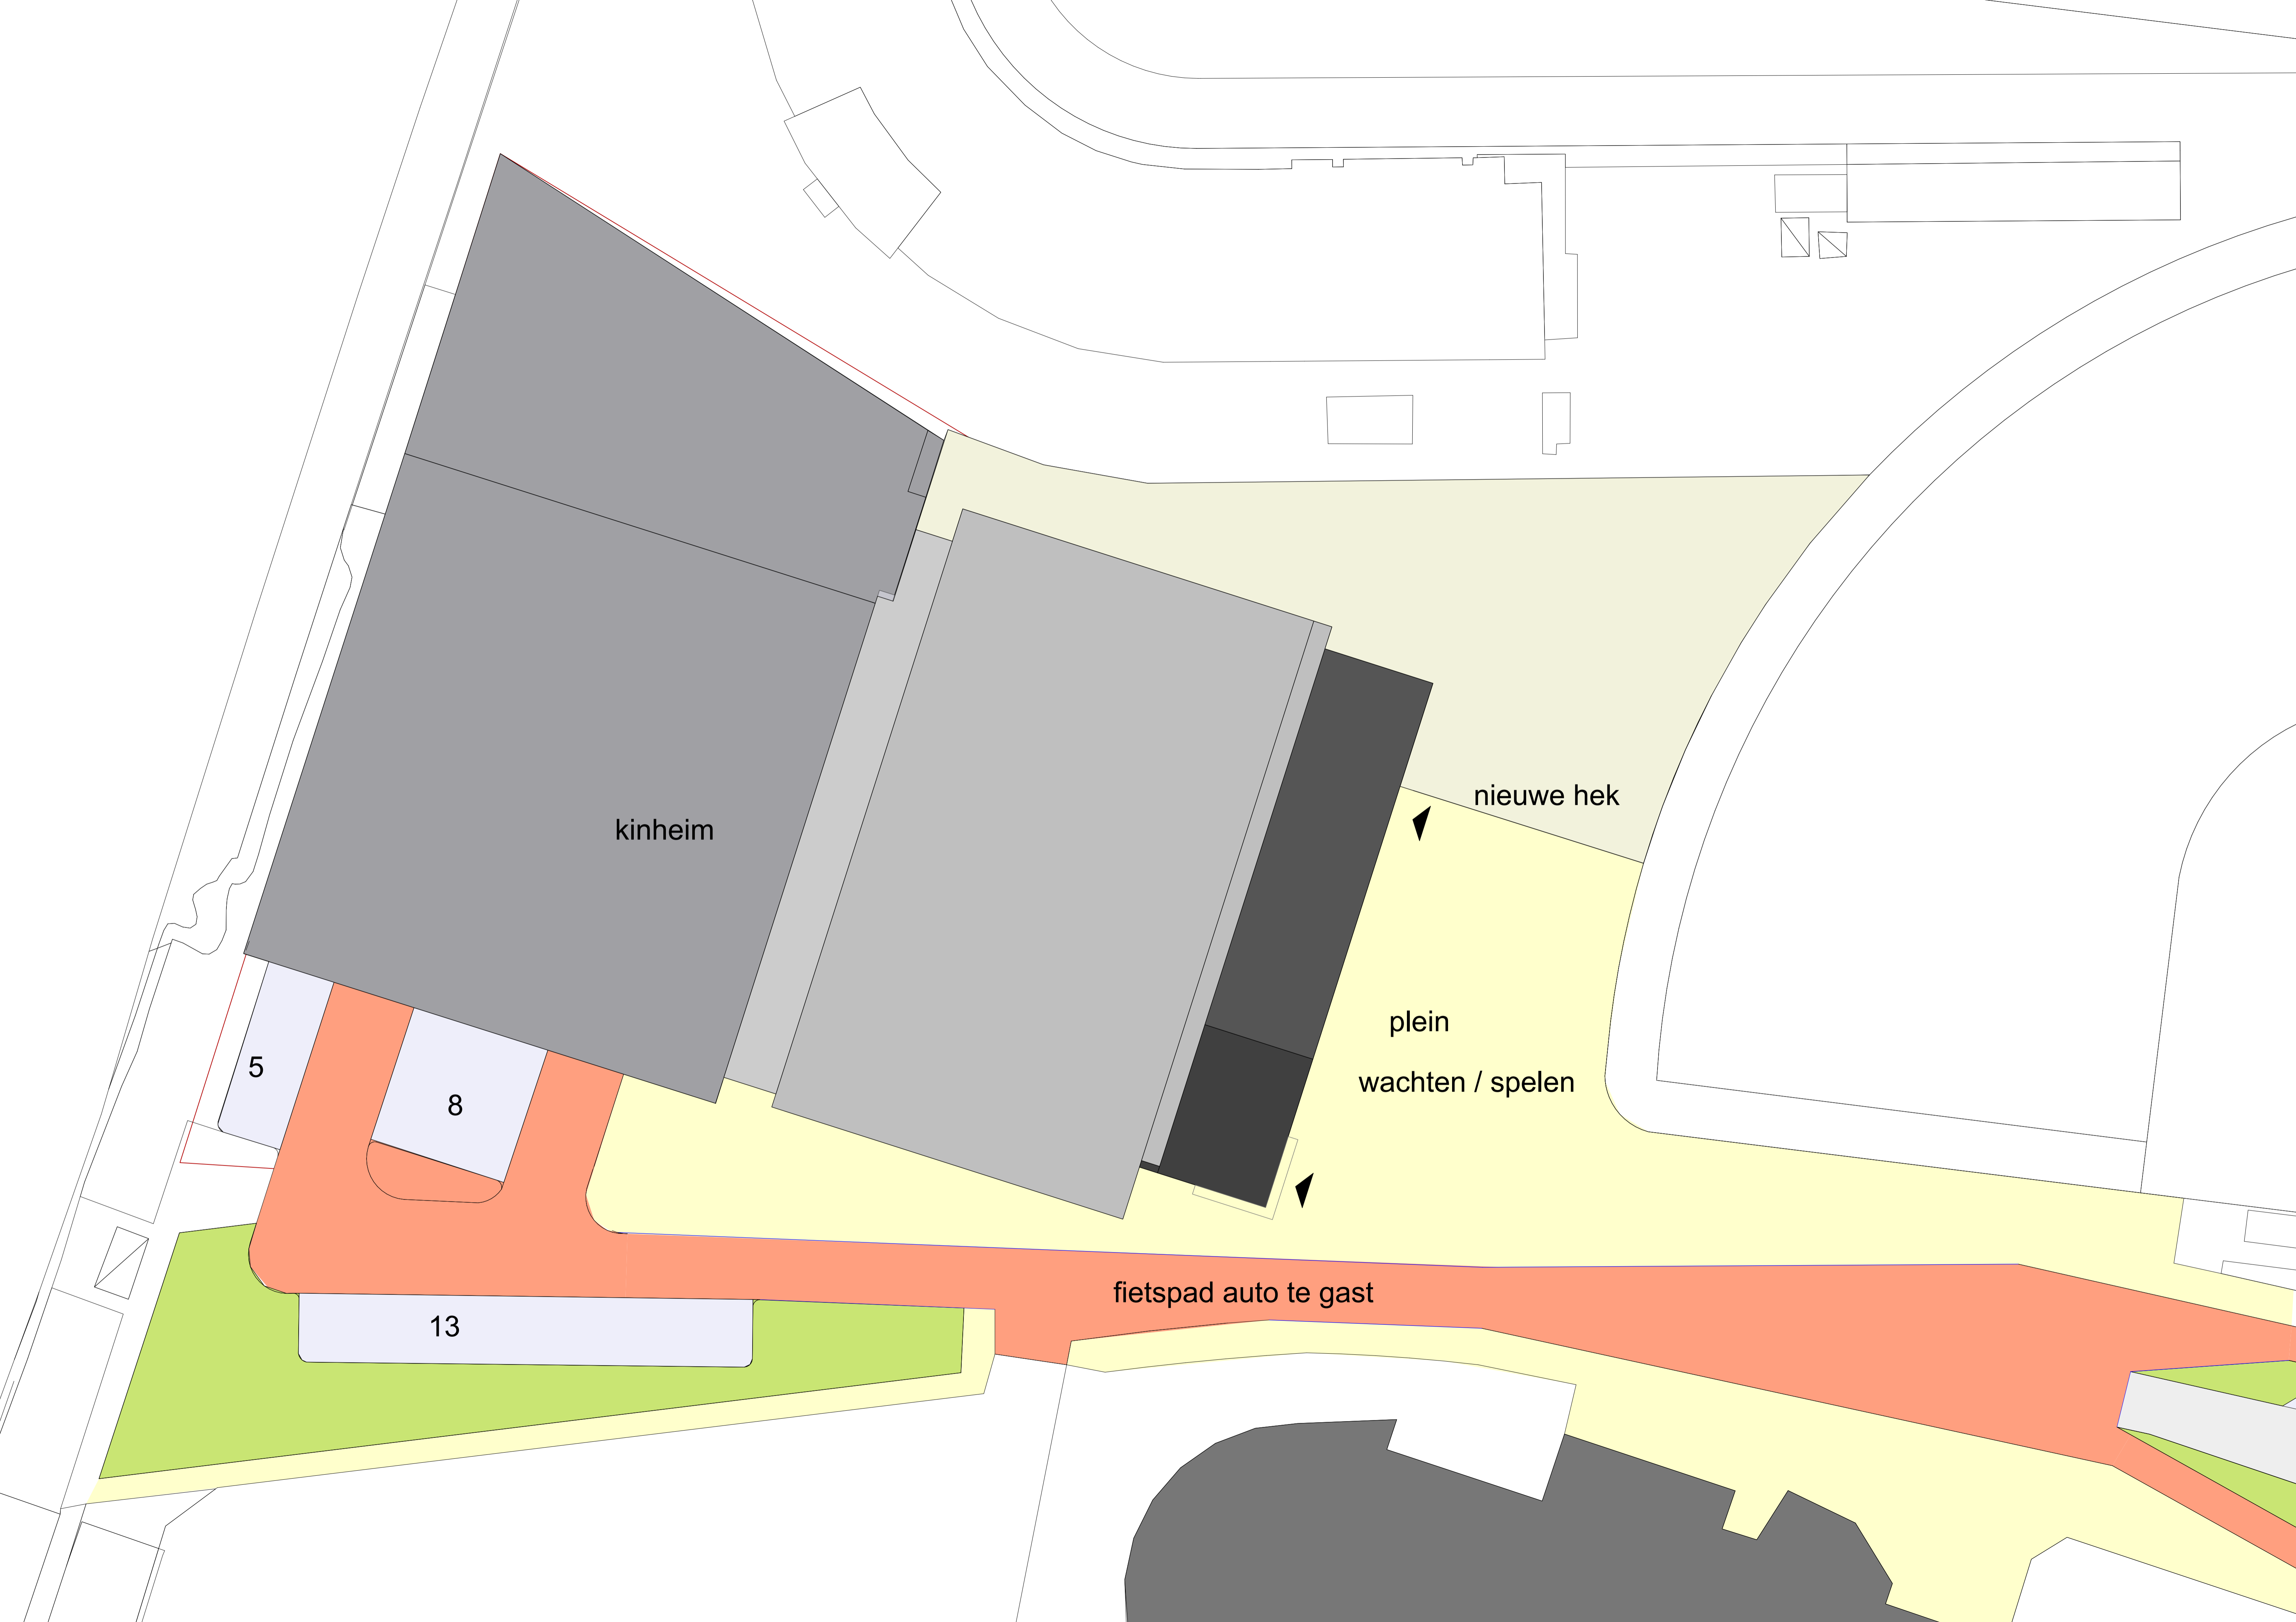 nieuwe hek
kinheim
plein
wachten / spelen
5
8
fietspad auto te gast
13